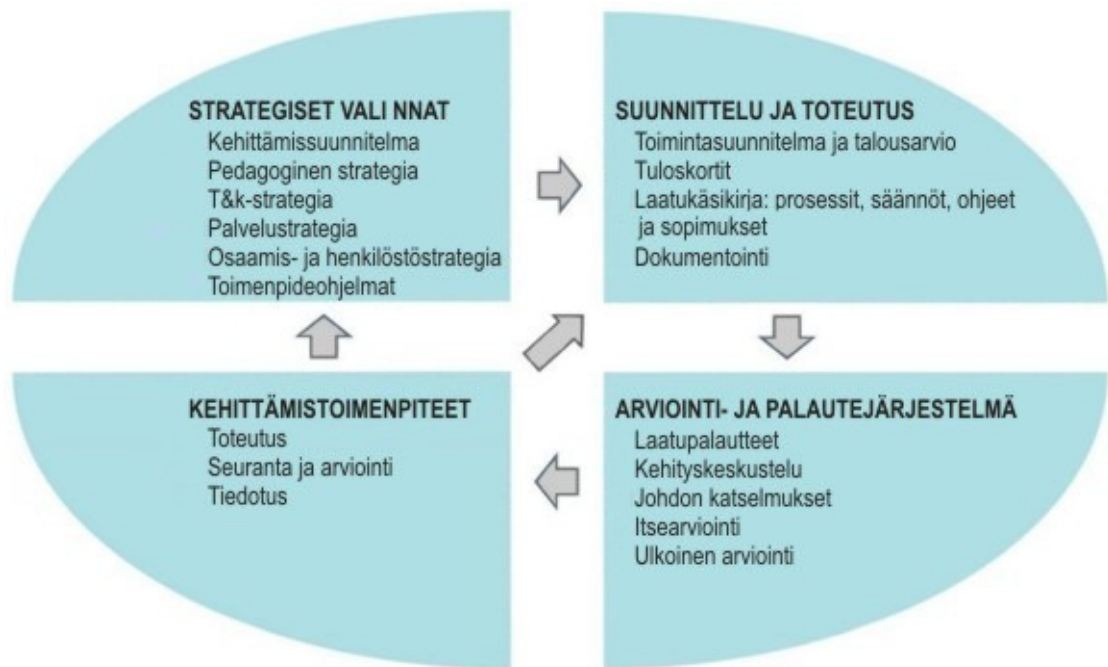 STRATEGISET VALI NNAT
Kehittämissuunnitelma
Pedagoginen strategia
T&k-strategia
Palvelustrategia
Osaamis- ja henkilöstöstrategia
Toimenpideohjelmat
SUUNNITTELU JA TOTEUTUS
Toimintasuunnitelma ja talousarvio
Tuloskortit
Laatukäsikirja: prosessit, säännöt, ohjeet
ja sopimukset
Dokumentointi
KEHITTÄMISTOIMENPITEET
Toteutus
Seuranta ja arviointi
Tiedotus
ARVIOINTI- JA PALAUTEJÄRJESTELMÄ
Laatupalautteet
Kehityskeskustelu
Johdon katselmukset
Itsearviointi
Ulkoinen arviointi